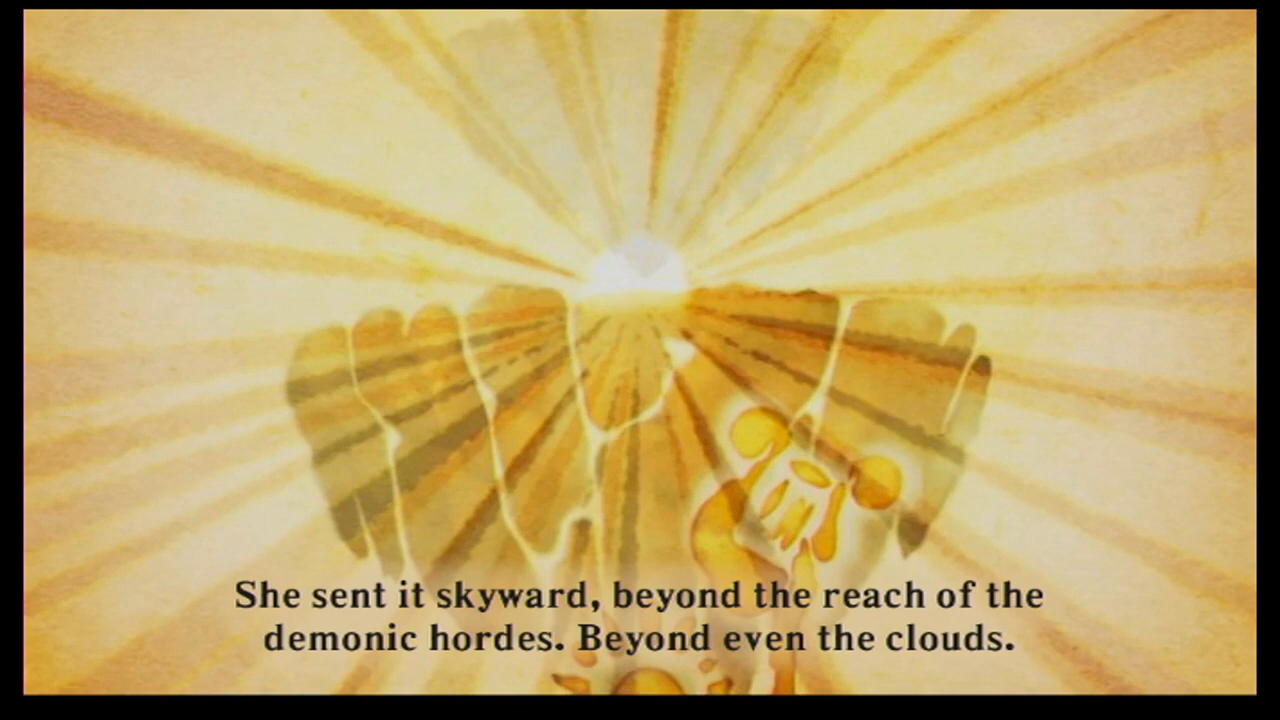 She sent it skyward, beyond the reach of the
demonic hordes. Beyond even the clouds.